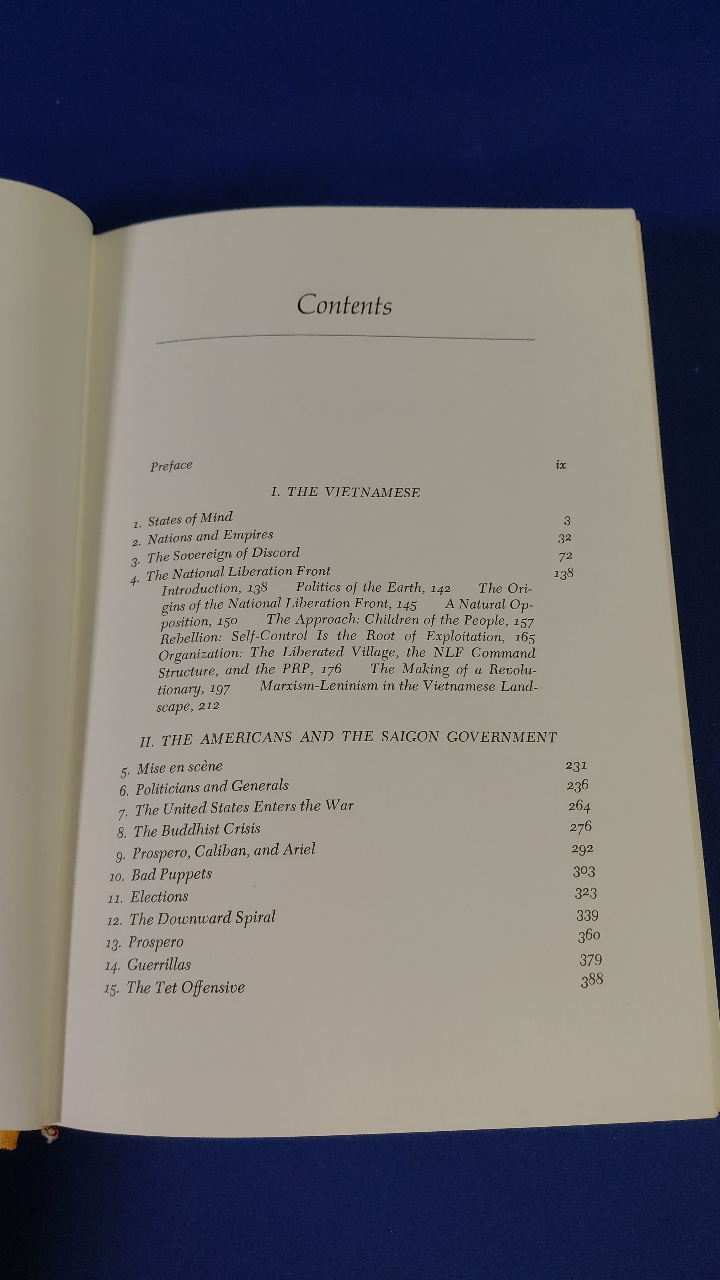 Contents
Preface ix
I. THE VIETNAMESE
1. States of Mind 3
2. Nations and Empires 32
3. The Sovereign of Discord 72
4. The National Liberation Front 138
Introduction, 138 Politics of the Earth, 142 The Ori-
gins of the National Liberation Front, 145 A Natural Op-
position, 150 The Approach: Children of the People, 157
Rebellion: Self-Control Is the Root of Exploitation, 165
Organization: The Liberated Village, the NLF Command
Structure, and the PRP, 176 The Making of a Revolu-
tionary, 197 Marxism-Leninism in the Vietnamese Land-
scape, 212
II. THE AMERICANS AND THE SAIGON GOVERNMENT
5. Mise en scène 231
6. Politicians and Generals 236
7. The United States Enters the War 264
8. The Buddhist Crisis 276
9. Prospero, Caliban, and Ariel 292
10. Bad Puppets 303
11. Elections 323
12. The Downward Spiral 339
13. Prospero 360
14. Guerrillas 379
15. The Tet Offensive 388